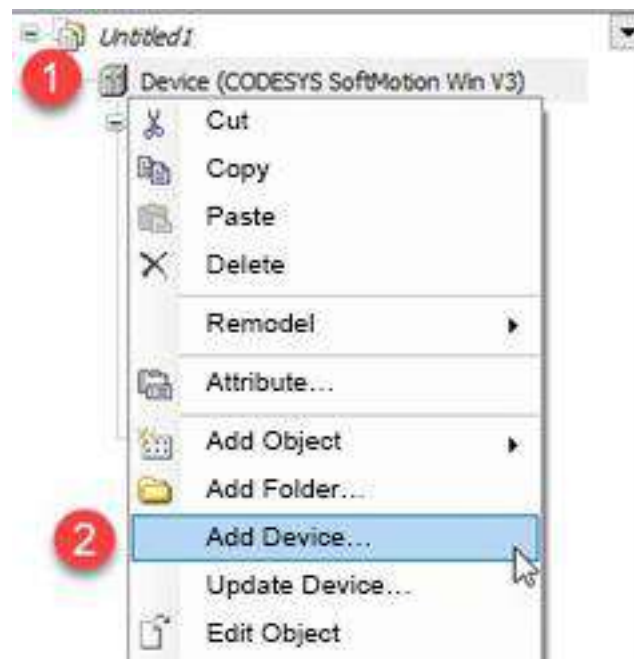 Untitled1
1
Device (CODESYS SoftMotion Win V3)
Cut
Copy
Paste
Delete
Remodel
Attribute...
Add Object
Add Folder...
2
Add Device...
Update Device...
Edit Object